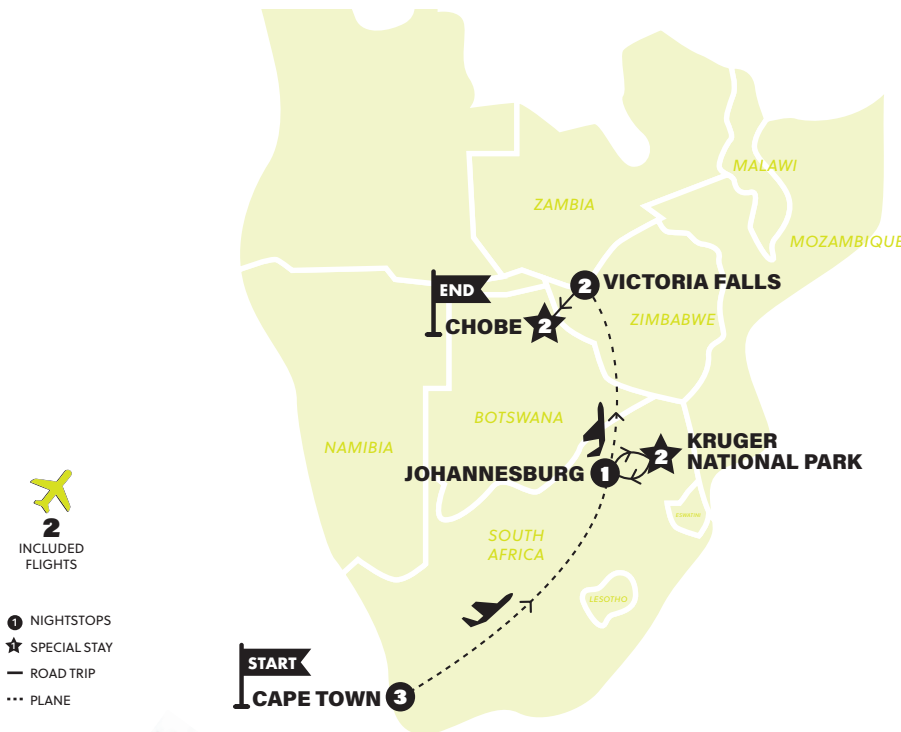 MALAWI
ZAMBIA
MOZAMBIQUE
END
2 VICTORIA FALLS
CHOBE 2
ZIMBABWE
BOTSWANA
NAMIBIA
KRUGER
2 NATIONAL PARK
JOHANNESBURG 1
2
INCLUDED
FLIGHTS
SOUTH
AFRICA
LESOTHO
1 NIGHTSTOPS
1 SPECIAL STAY
ROAD TRIP
PLANE
START
CAPE TOWN 3